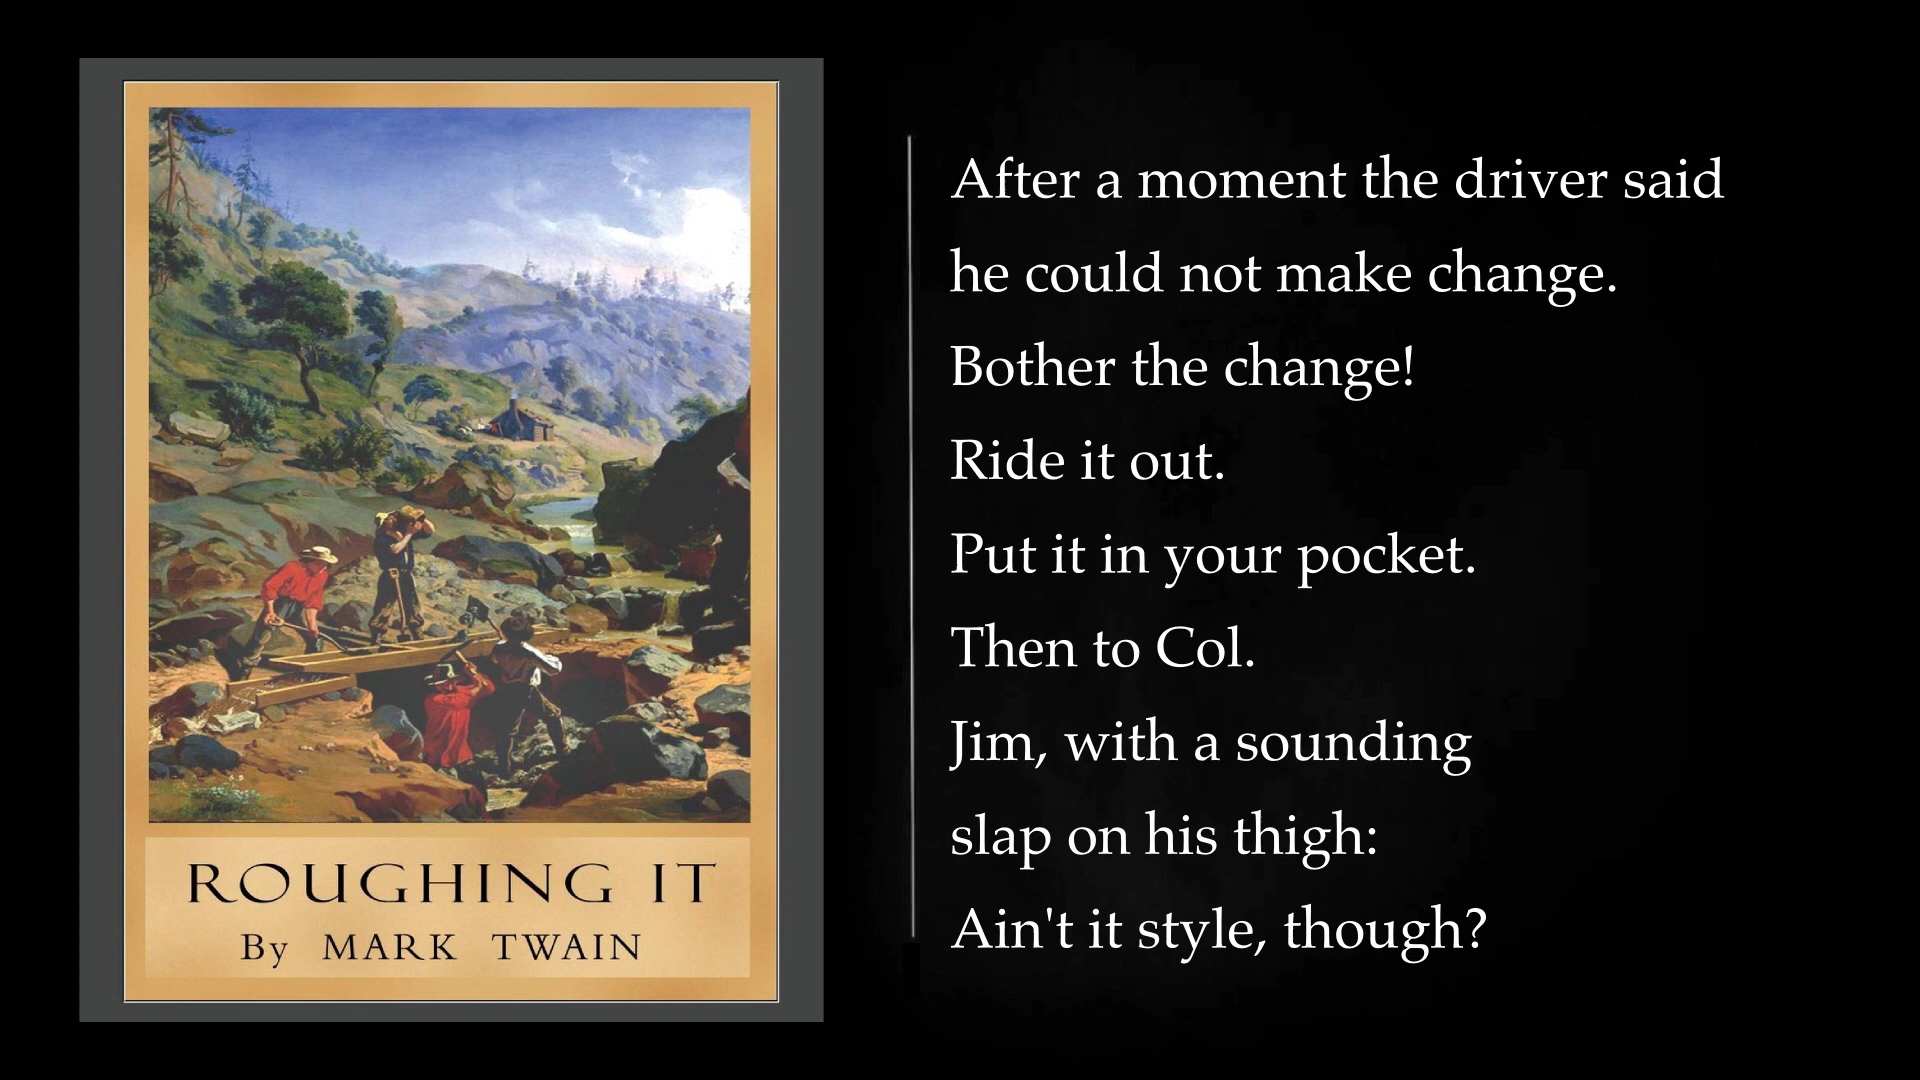 ROUGHING IT
By MARK TWAIN
After a moment the driver said
he could not make change.
Bother the change!
Ride it out.
Put it in your pocket.
Then to Col.
Jim, with a sounding
slap on his thigh:
Ain't it style, though?